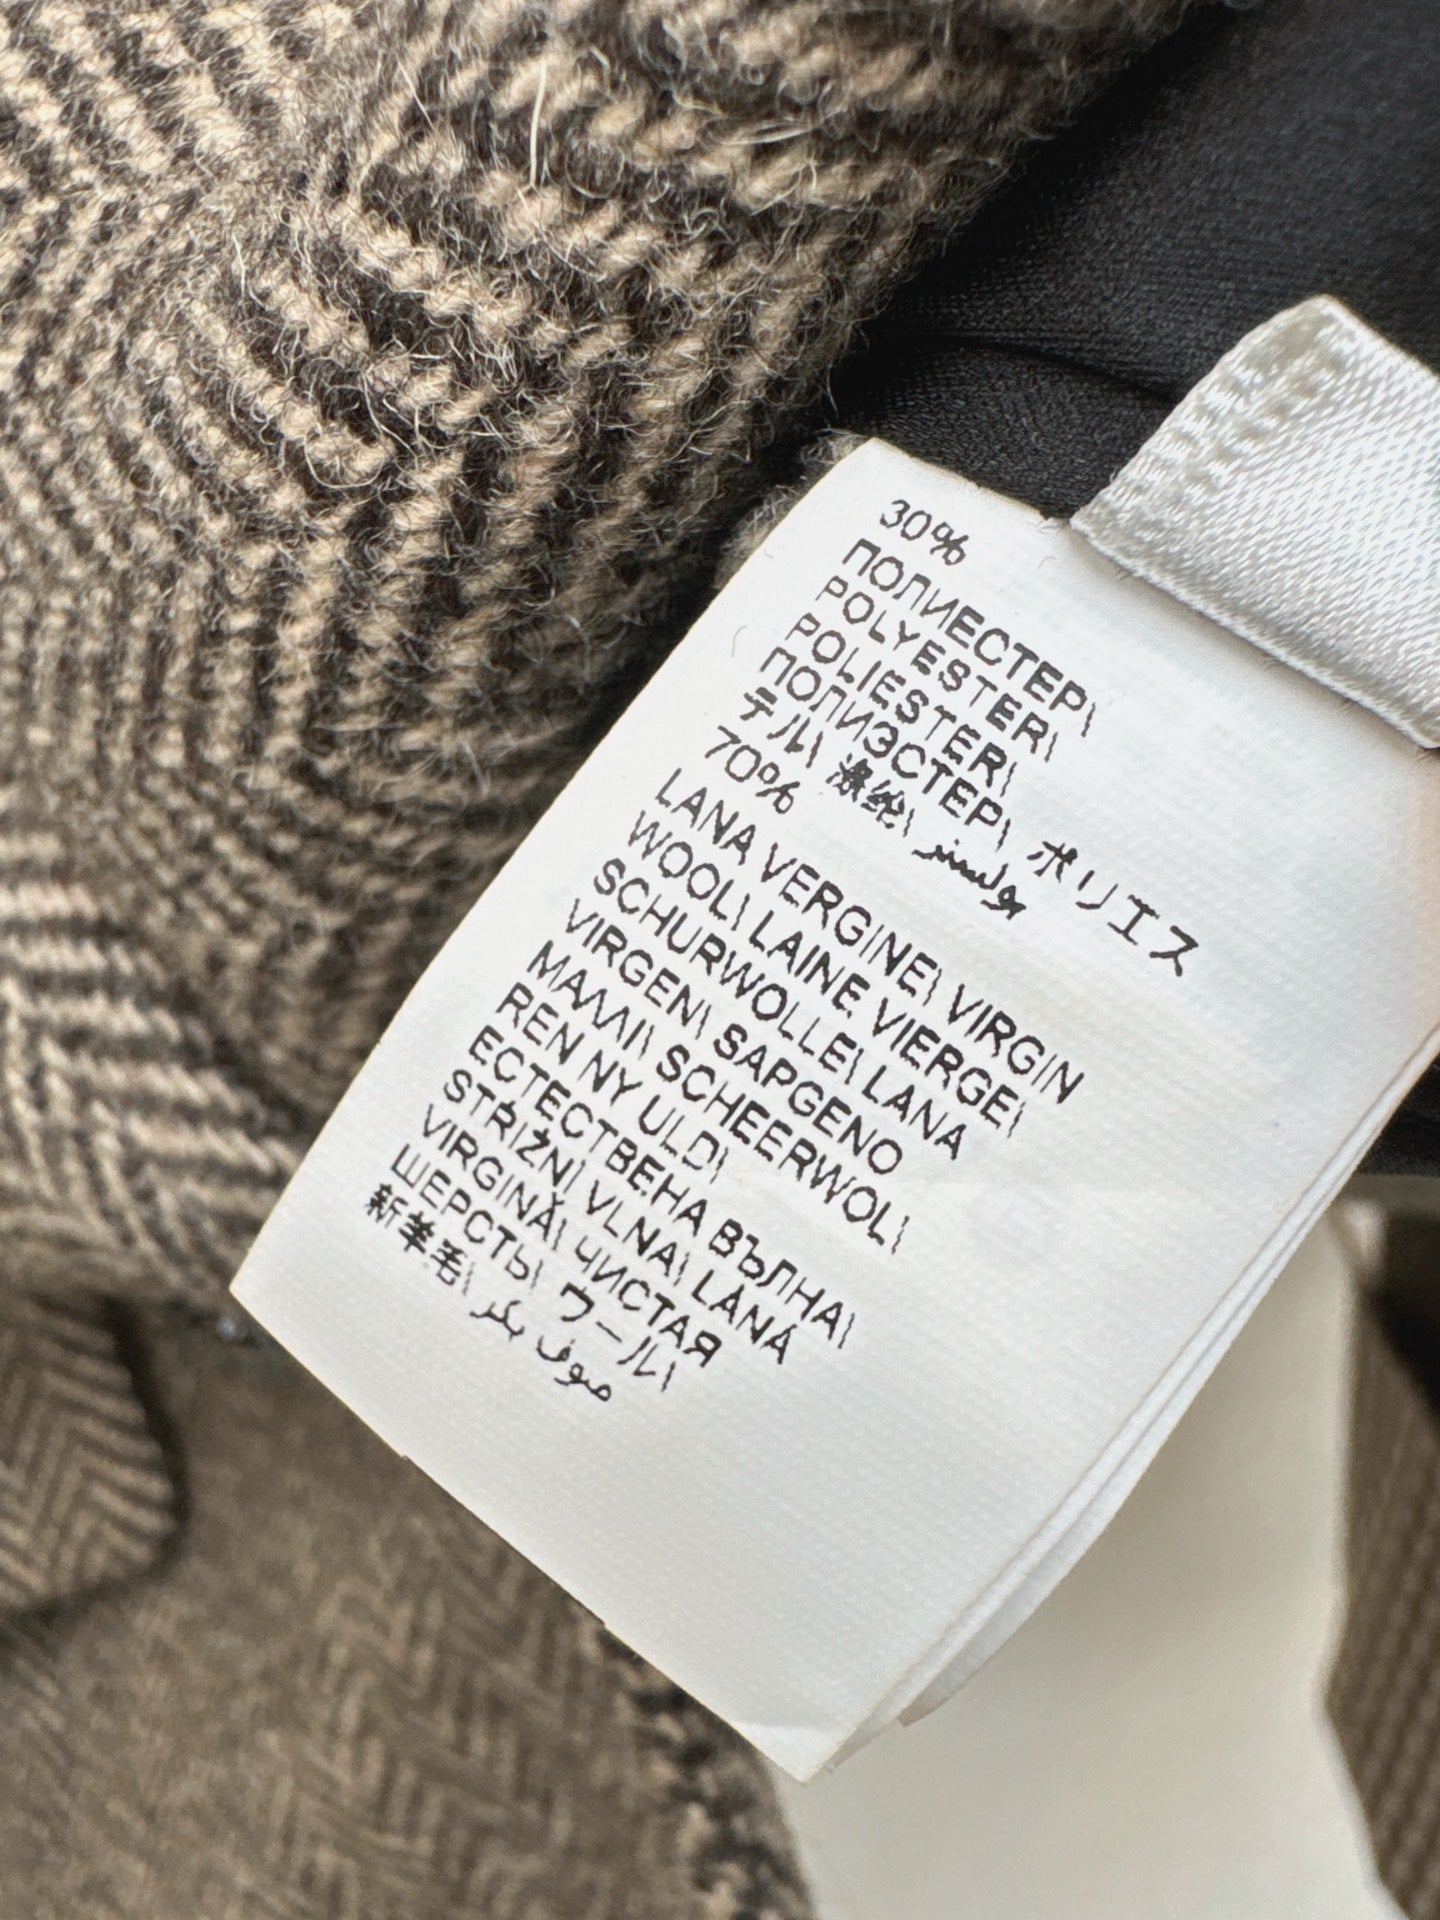 30%
ПОЛИЕСТЕР\
POLYESTER\
POLIESTER\
ПОЛИЭСТЕР\ ポリエス
テル\ 涤纶\ بوليستر
70%
LANA VERGINE\ VIRGIN
WOOL\ LAINE VIERGE\
SCHURWOLLE\ LANA
VIRGEN\ SAPGENO
ΜΑΛΛΙ\ SCHEERWOL\
REN NY ULD\
ЕСТЕСТВЕНА ВЪЛНА\
STŘIŽNÍ VLNA\ LÂNÂ
VIRGINĂ\ ЧИСТАЯ
ШЕРСТЬ\ ウール\
新羊毛\ صوف بكر